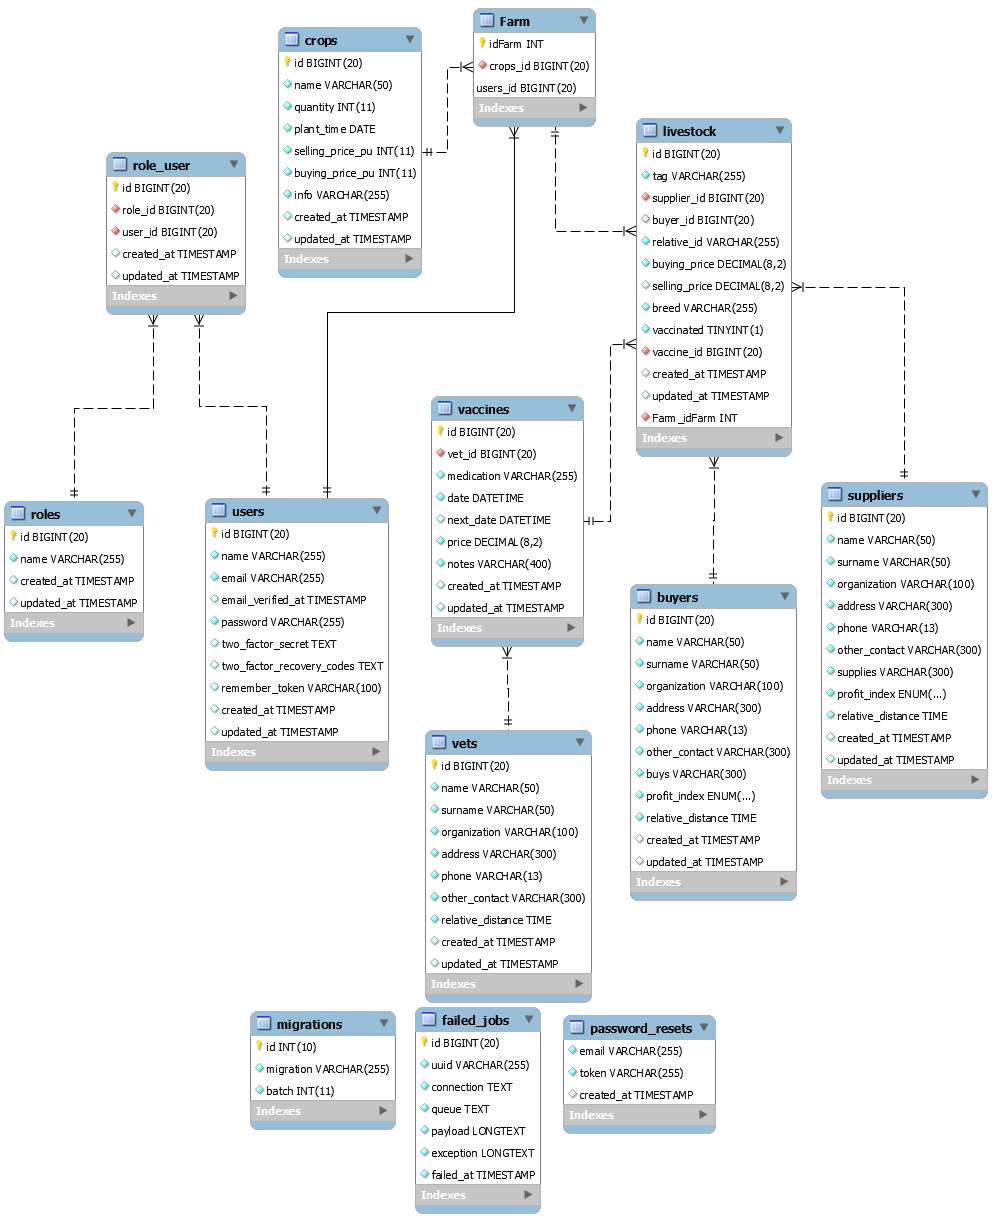 Farm
idFarm INT
crops_id BIGINT(20)
users_id BIGINT(20)
Indexes
crops
id BIGINT(20)
name VARCHAR(50)
quantity INT(11)
plant_time DATE
selling_price_pu INT(11)
buying_price_pu INT(11)
info VARCHAR(255)
created_at TIMESTAMP
updated_at TIMESTAMP
Indexes
livestock
id BIGINT(20)
tag VARCHAR(255)
supplier_id BIGINT(20)
buyer_id BIGINT(20)
relative_id VARCHAR(255)
buying_price DECIMAL(8,2)
selling_price DECIMAL(8,2)
breed VARCHAR(255)
vaccinated TINYINT(1)
vaccine_id BIGINT(20)
created_at TIMESTAMP
updated_at TIMESTAMP
Farm_idFarm INT
Indexes
role_user
id BIGINT(20)
role_id BIGINT(20)
user_id BIGINT(20)
created_at TIMESTAMP
updated_at TIMESTAMP
Indexes
vaccines
id BIGINT(20)
vet_id BIGINT(20)
medication VARCHAR(255)
date DATETIME
next_date DATETIME
price DECIMAL(8,2)
notes VARCHAR(400)
created_at TIMESTAMP
updated_at TIMESTAMP
Indexes
roles
id BIGINT(20)
name VARCHAR(255)
created_at TIMESTAMP
updated_at TIMESTAMP
Indexes
users
id BIGINT(20)
name VARCHAR(255)
email VARCHAR(255)
email_verified_at TIMESTAMP
password VARCHAR(255)
two_factor_secret TEXT
two_factor_recovery_codes TEXT
remember_token VARCHAR(100)
created_at TIMESTAMP
updated_at TIMESTAMP
Indexes
suppliers
id BIGINT(20)
name VARCHAR(50)
surname VARCHAR(50)
organization VARCHAR(100)
address VARCHAR(300)
phone VARCHAR(13)
other_contact VARCHAR(300)
supplies VARCHAR(300)
profit_index ENUM(...)
relative_distance TIME
created_at TIMESTAMP
updated_at TIMESTAMP
Indexes
buyers
id BIGINT(20)
name VARCHAR(50)
surname VARCHAR(50)
organization VARCHAR(100)
address VARCHAR(300)
phone VARCHAR(13)
other_contact VARCHAR(300)
buys VARCHAR(300)
profit_index ENUM(...)
relative_distance TIME
created_at TIMESTAMP
updated_at TIMESTAMP
Indexes
vets
id BIGINT(20)
name VARCHAR(50)
surname VARCHAR(50)
organization VARCHAR(100)
address VARCHAR(300)
phone VARCHAR(13)
other_contact VARCHAR(300)
relative_distance TIME
created_at TIMESTAMP
updated_at TIMESTAMP
Indexes
migrations
id INT(10)
migration VARCHAR(255)
batch INT(11)
Indexes
failed_jobs
id BIGINT(20)
uuid VARCHAR(255)
connection TEXT
queue TEXT
payload LONGTEXT
exception LONGTEXT
failed_at TIMESTAMP
Indexes
password_resets
email VARCHAR(255)
token VARCHAR(255)
created_at TIMESTAMP
Indexes